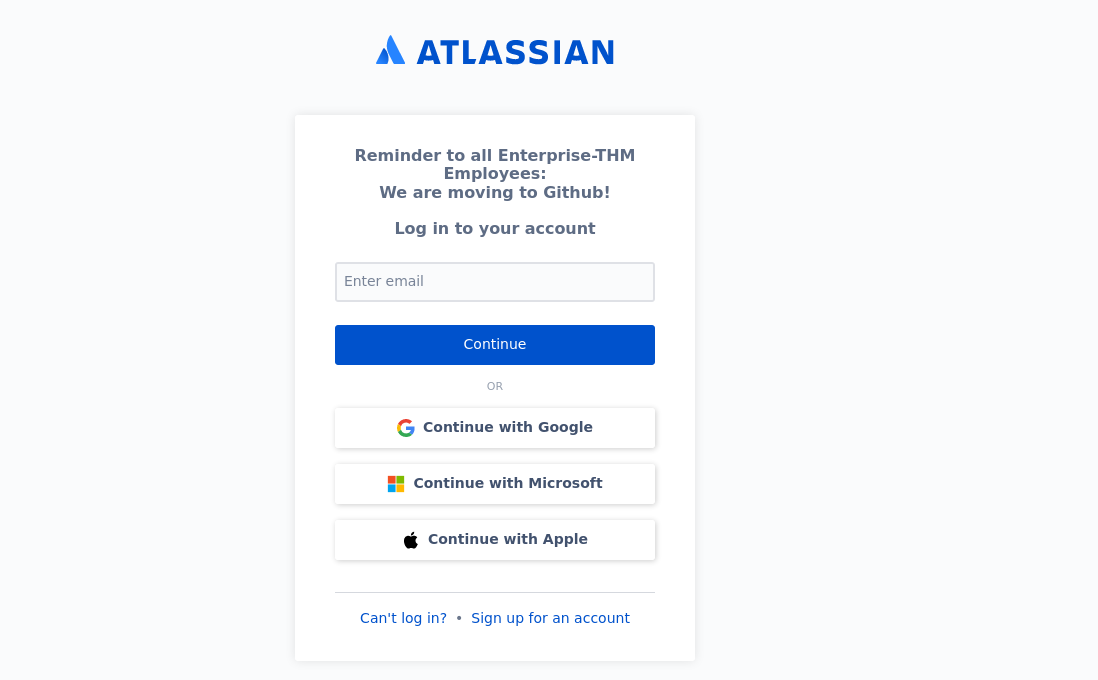 ATLASSIAN
Reminder to all Enterprise-THM
Employees:
We are moving to Github!
Log in to your account
Enter email
Continue
OR
Continue with Google
Continue with Microsoft
Continue with Apple
Can't log in? • Sign up for an account